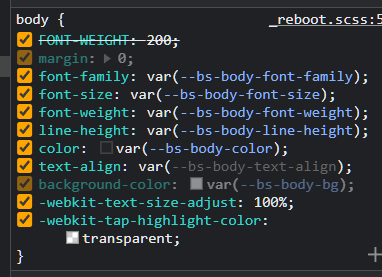 body {
_reboot.scss:5
FONT-WEIGHT: 200;
margin: 0;
font-family: var(--bs-body-font-family);
font-size: var(--bs-body-font-size);
font-weight: var(--bs-body-font-weight);
line-height: var(--bs-body-line-height);
color: var(--bs-body-color);
text-align: var(--bs-body-text-align);
background-color: var(--bs-body-bg);
-webkit-text-size-adjust: 100%;
-webkit-tap-highlight-color:
transparent;
}